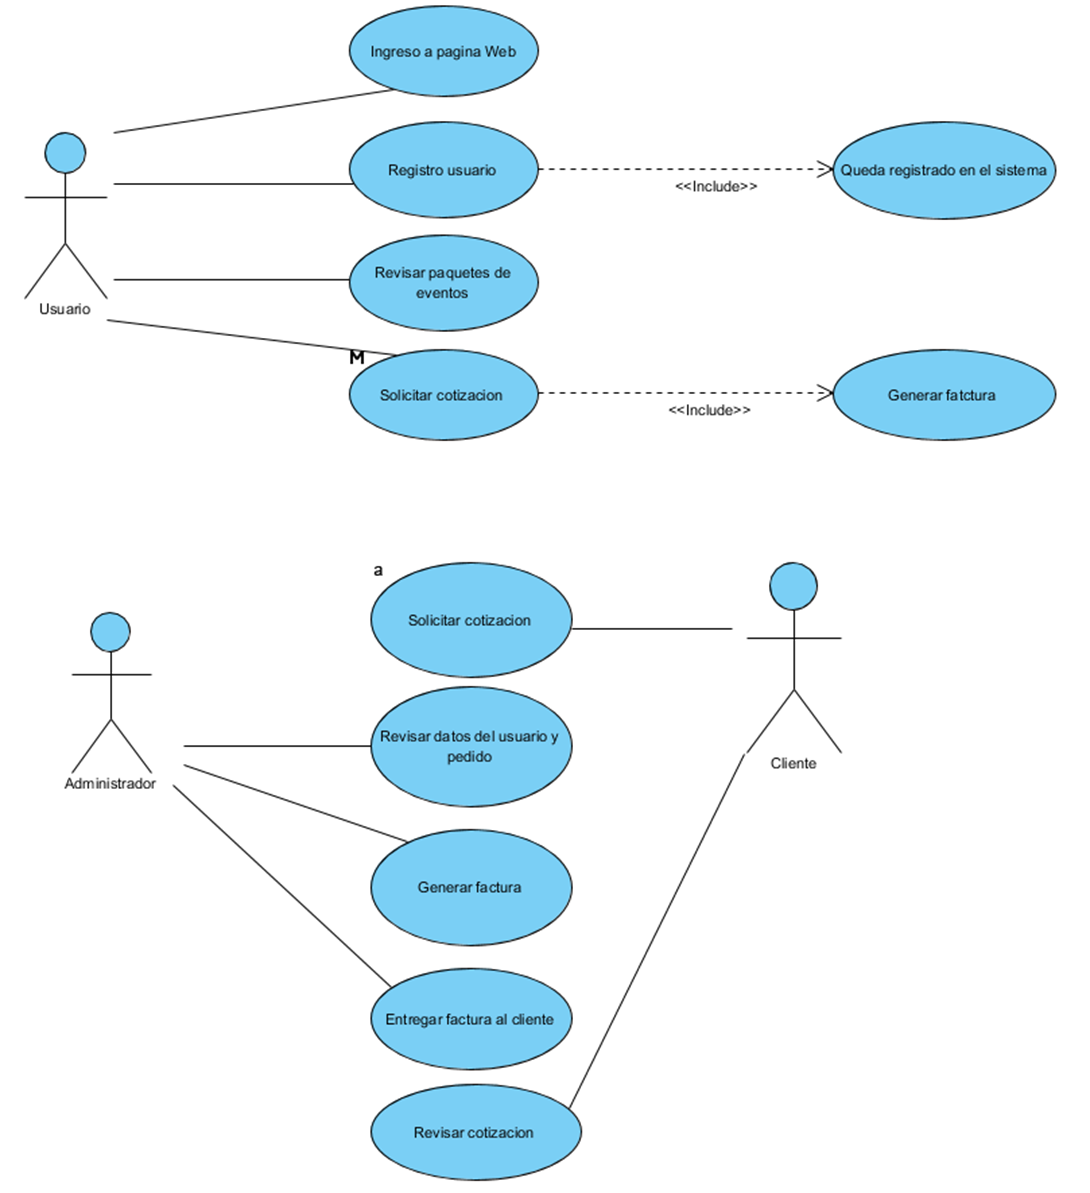 Ingreso a pagina Web
Registro usuario
<<Include>>
Queda registrado en el sistema
Revisar paquetes de
eventos
Usuario
M
Solicitar cotizacion
<<Include>>
Generar fatctura
a
Solicitar cotizacion
Revisar datos del usuario y
pedido
Cliente
Administrador
Generar factura
Entregar factura al cliente
Revisar cotizacion